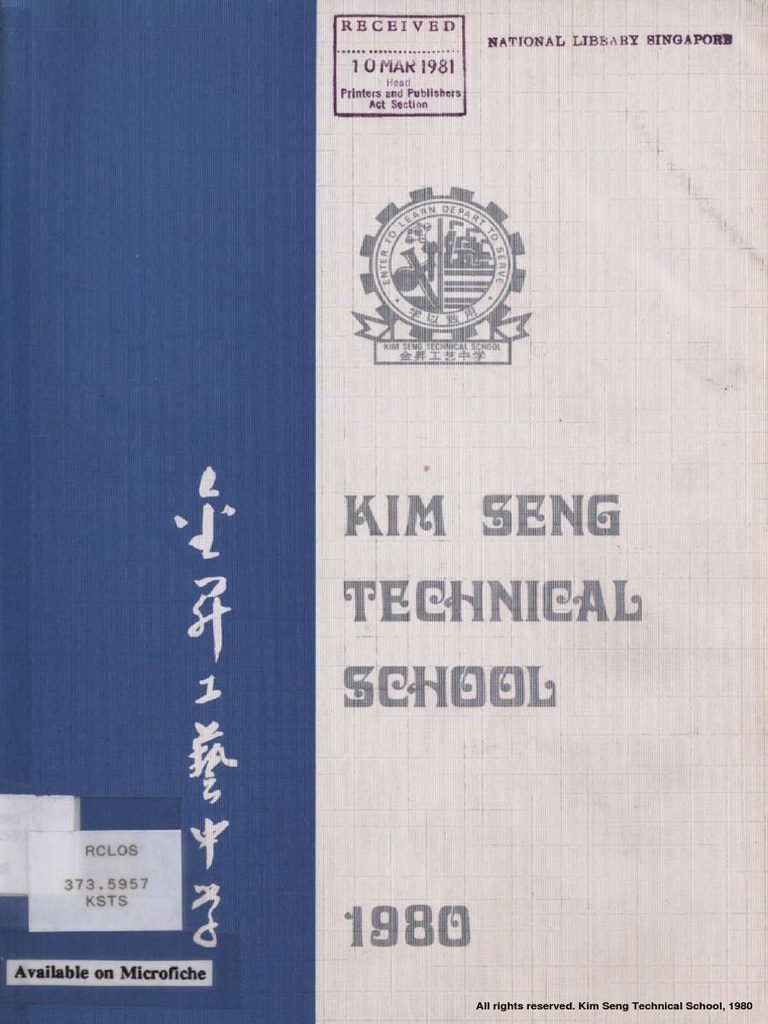 RECEIVED
10 MAR 1981
Head
Printers and Publishers
Act Section
NATIONAL LIBRARY SINGAPORE
ENTER TO LEARN DEPART TO SERVE
学以致用
KIM SENG TECHNICAL SCHOOL
金昇工艺中学
KIM SENG
TECHNICAL
SCHOOL
金昇工藝中学
1980
RCLOS
373.5957
KSTS
Available on Microfiche
All rights reserved. Kim Seng Technical School, 1980